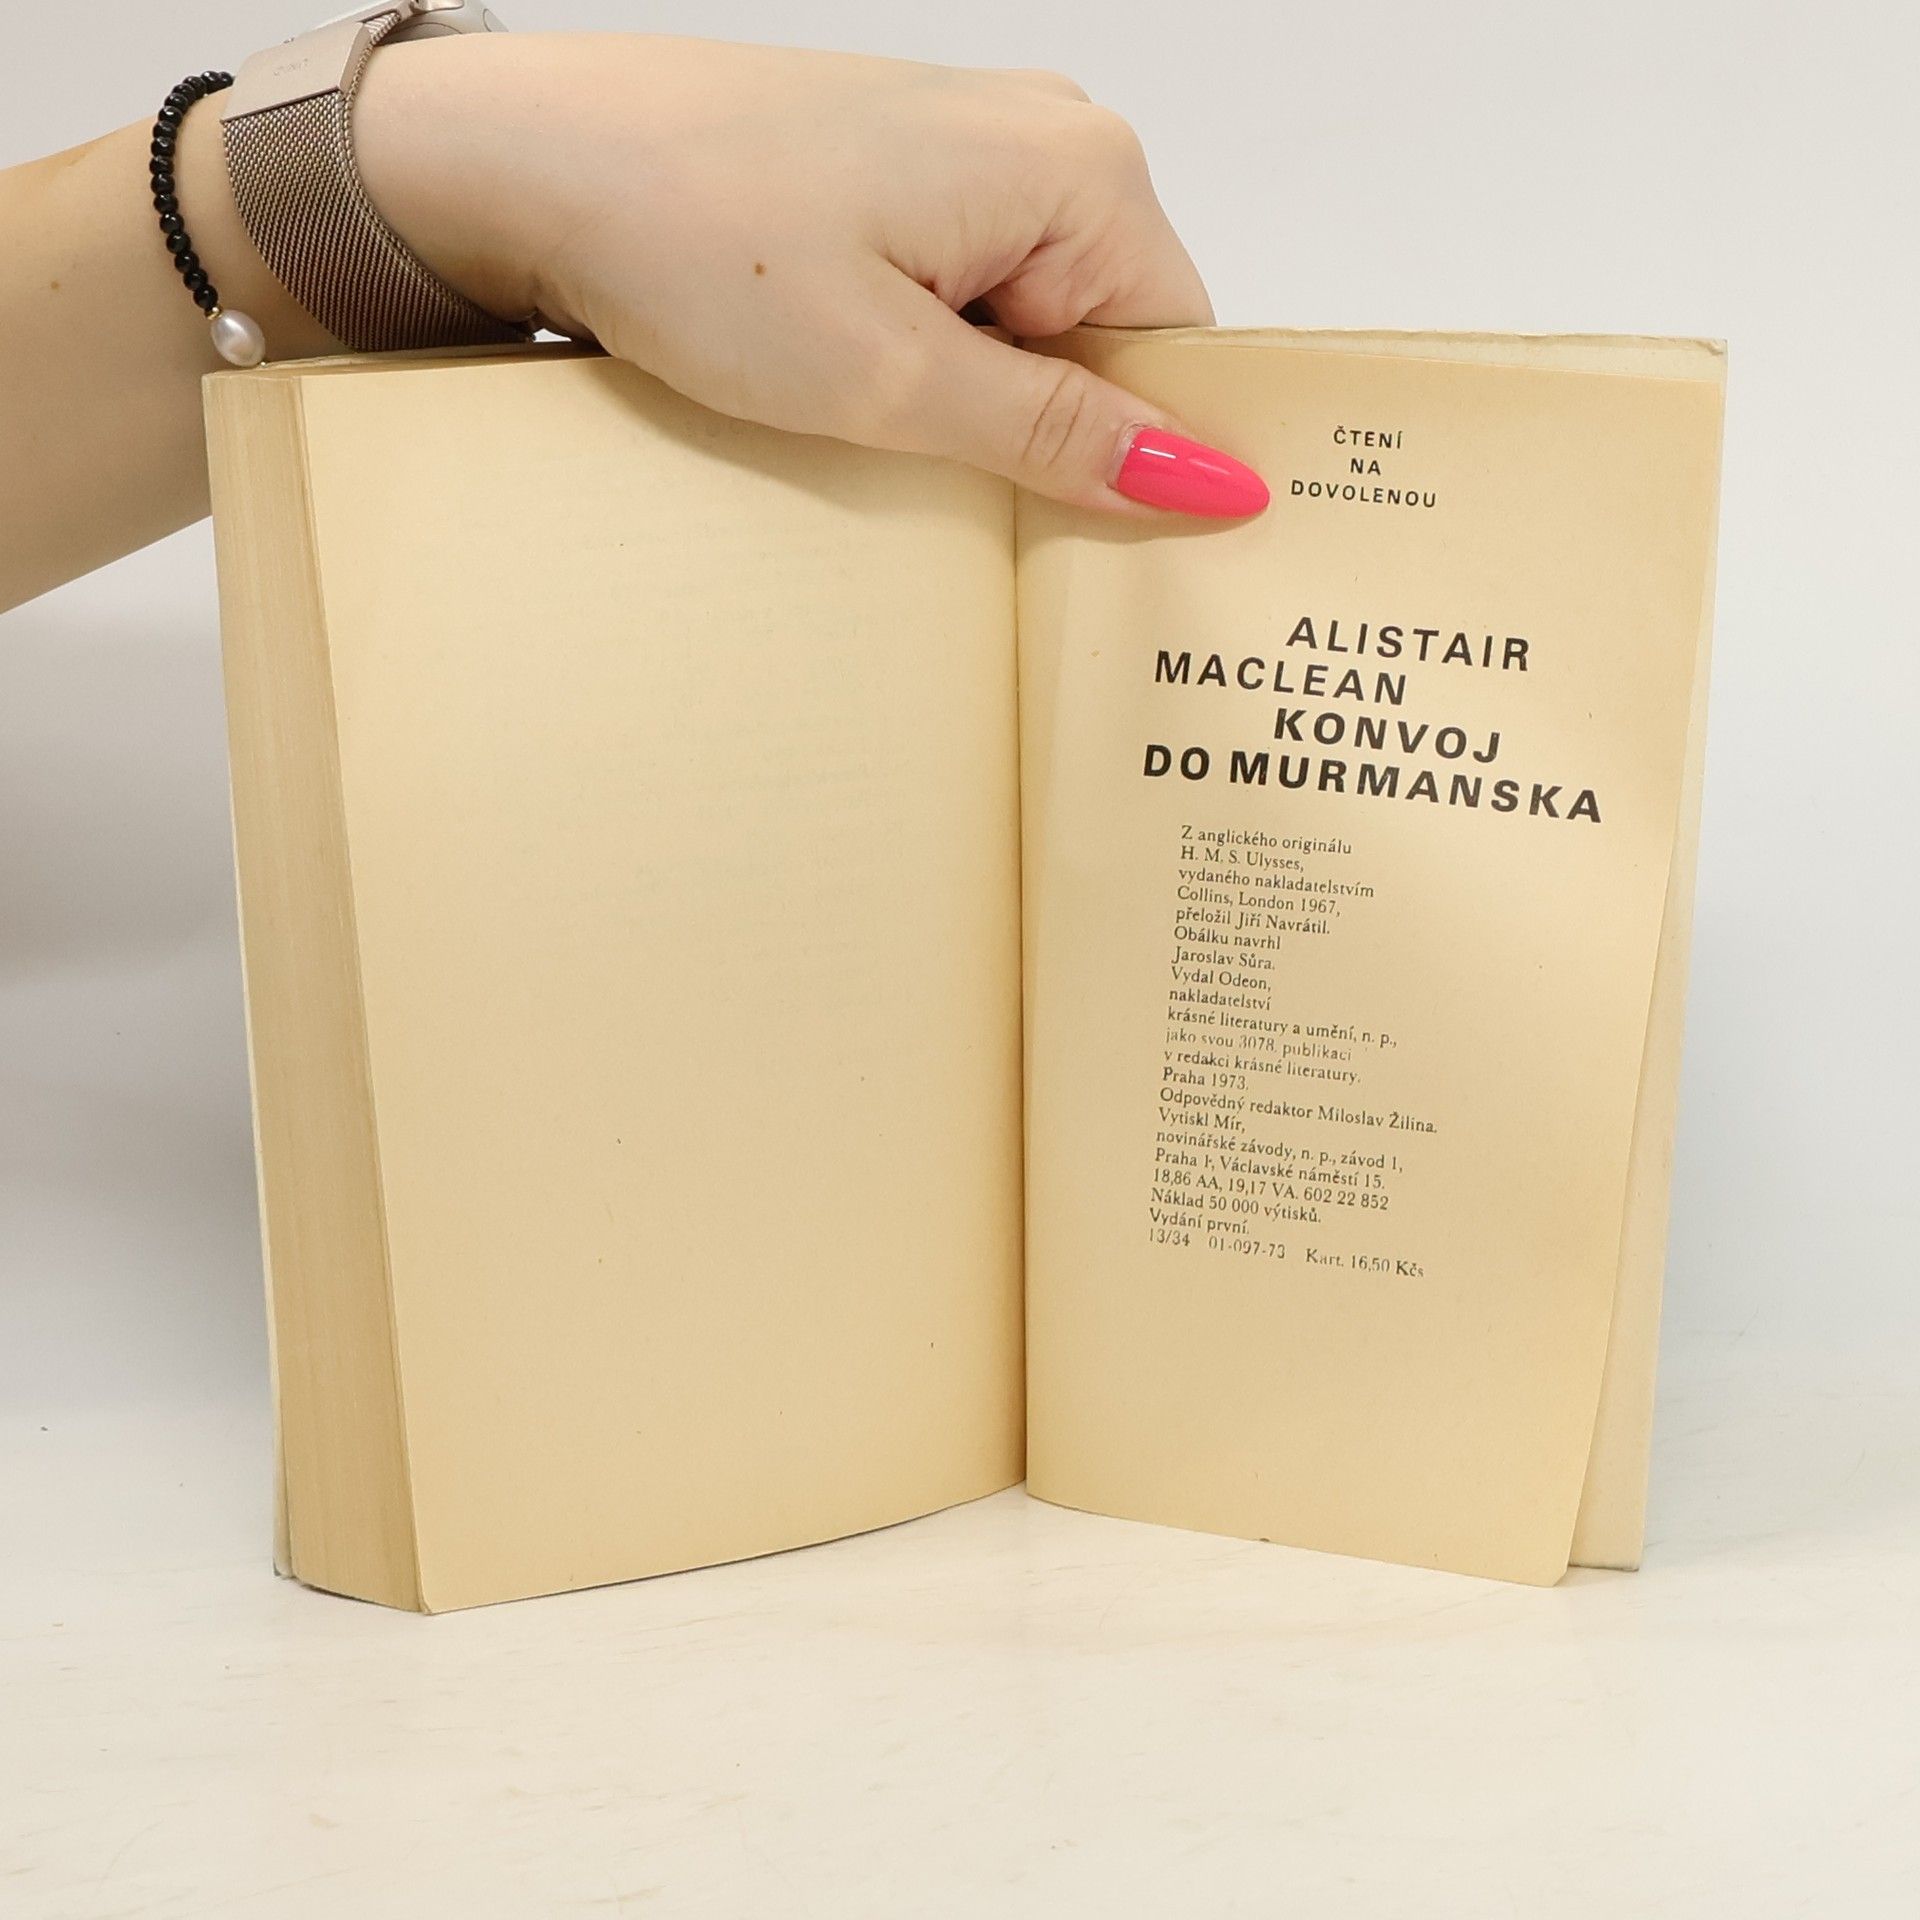 ČTENÍ
NA
DOVOLENOU
ALISTAIR
MACLEAN
KONVOJ
DO MURMANSKA
Z anglického originálu
H. M. S. Ulysses,
vydaného nakladatelstvím
Collins, London 1967,
přeložil Jiří Navrátil.
Obálku navrhl
Jaroslav Sůra.
Vydal Odeon,
nakladatelství
krásné literatury a umění, n. p.,
jako svou 3078. publikaci
v redakci krásné literatury.
Praha 1973.
Odpovědný redaktor Miloslav Žilina.
Vytiskl Mír,
novinářské závody, n. p., závod 1,
Praha 1, Václavské náměstí 15.
18,86 AA, 19,17 VA. 602 22 852
Náklad 50 000 výtisků.
Vydání první.
13/34 01-097-73 Kart. 16,50 Kčs